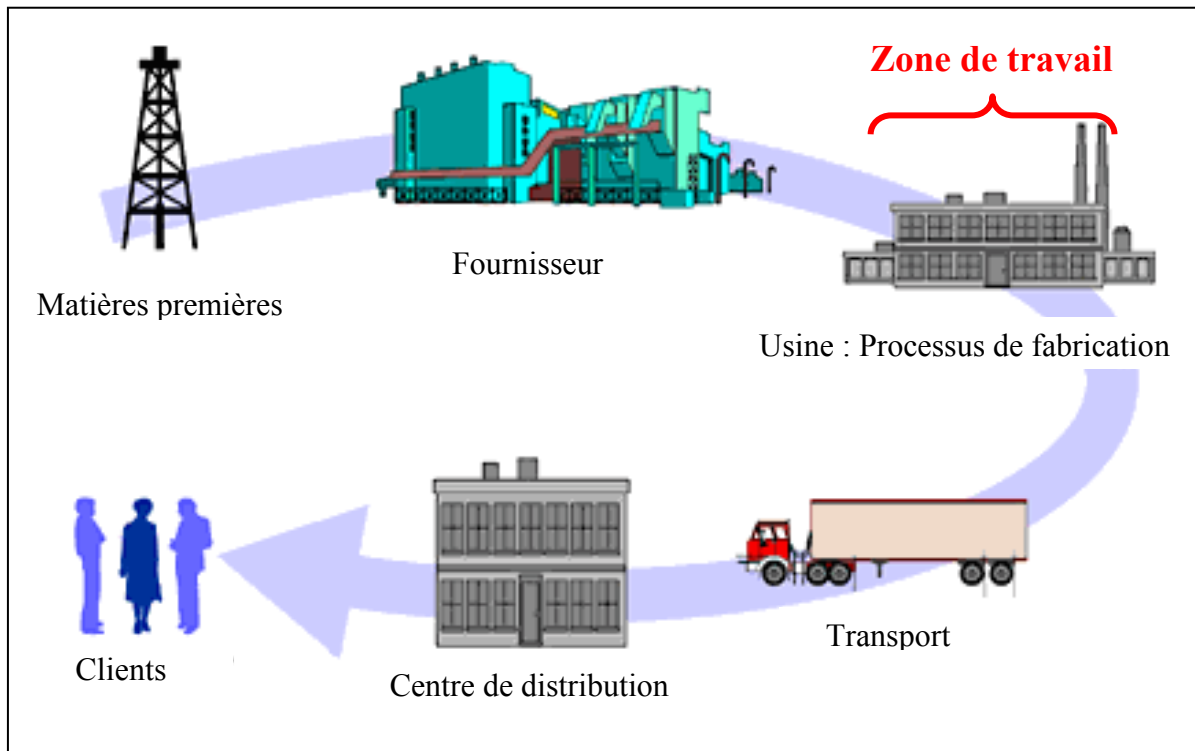 Zone de travail
Fournisseur
Matières premières
Usine : Processus de fabrication
Transport
Centre de distribution
Clients